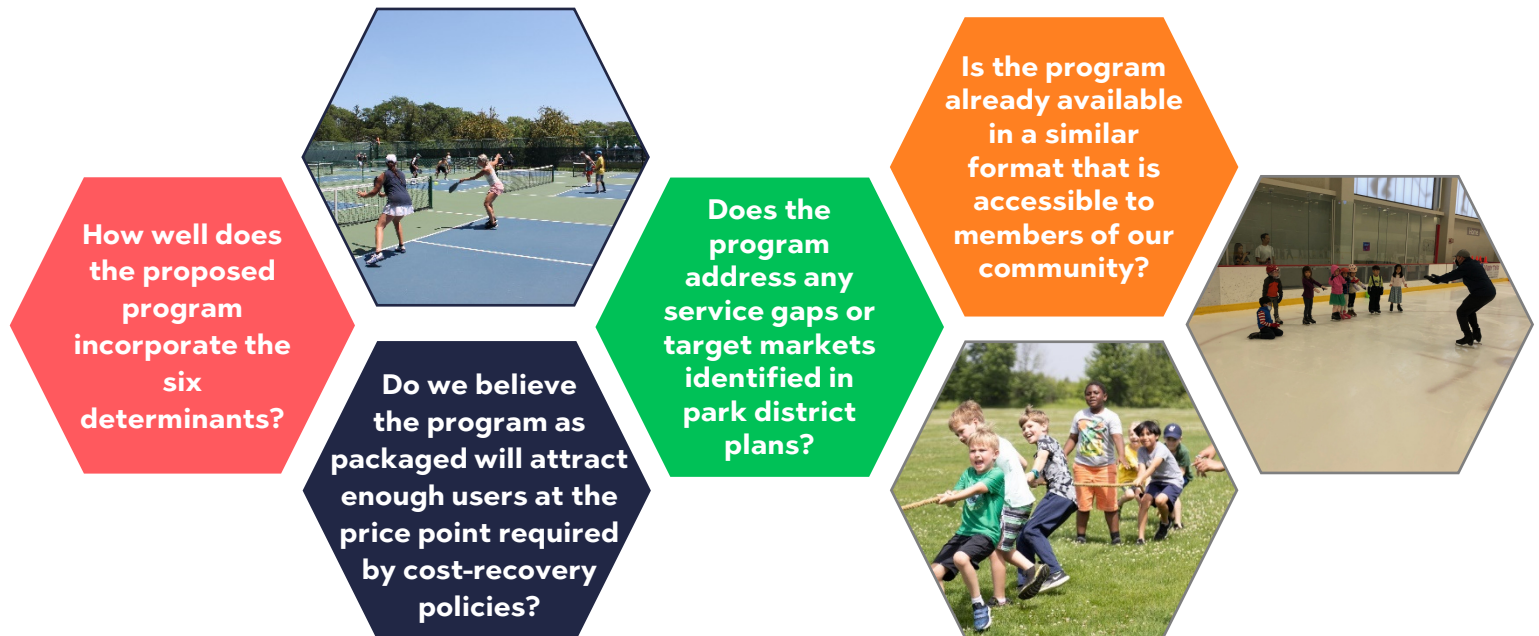 How well does
the proposed
program
incorporate the
six
determinants?
Do we believe
the program as
packaged will attract
enough users at the
price point required
by cost-recovery
policies?
Does the
program
address any
service gaps or
target markets
identified in
park district
plans?
Is the program
already available
in a similar
format that is
accessible to
members of our
community?